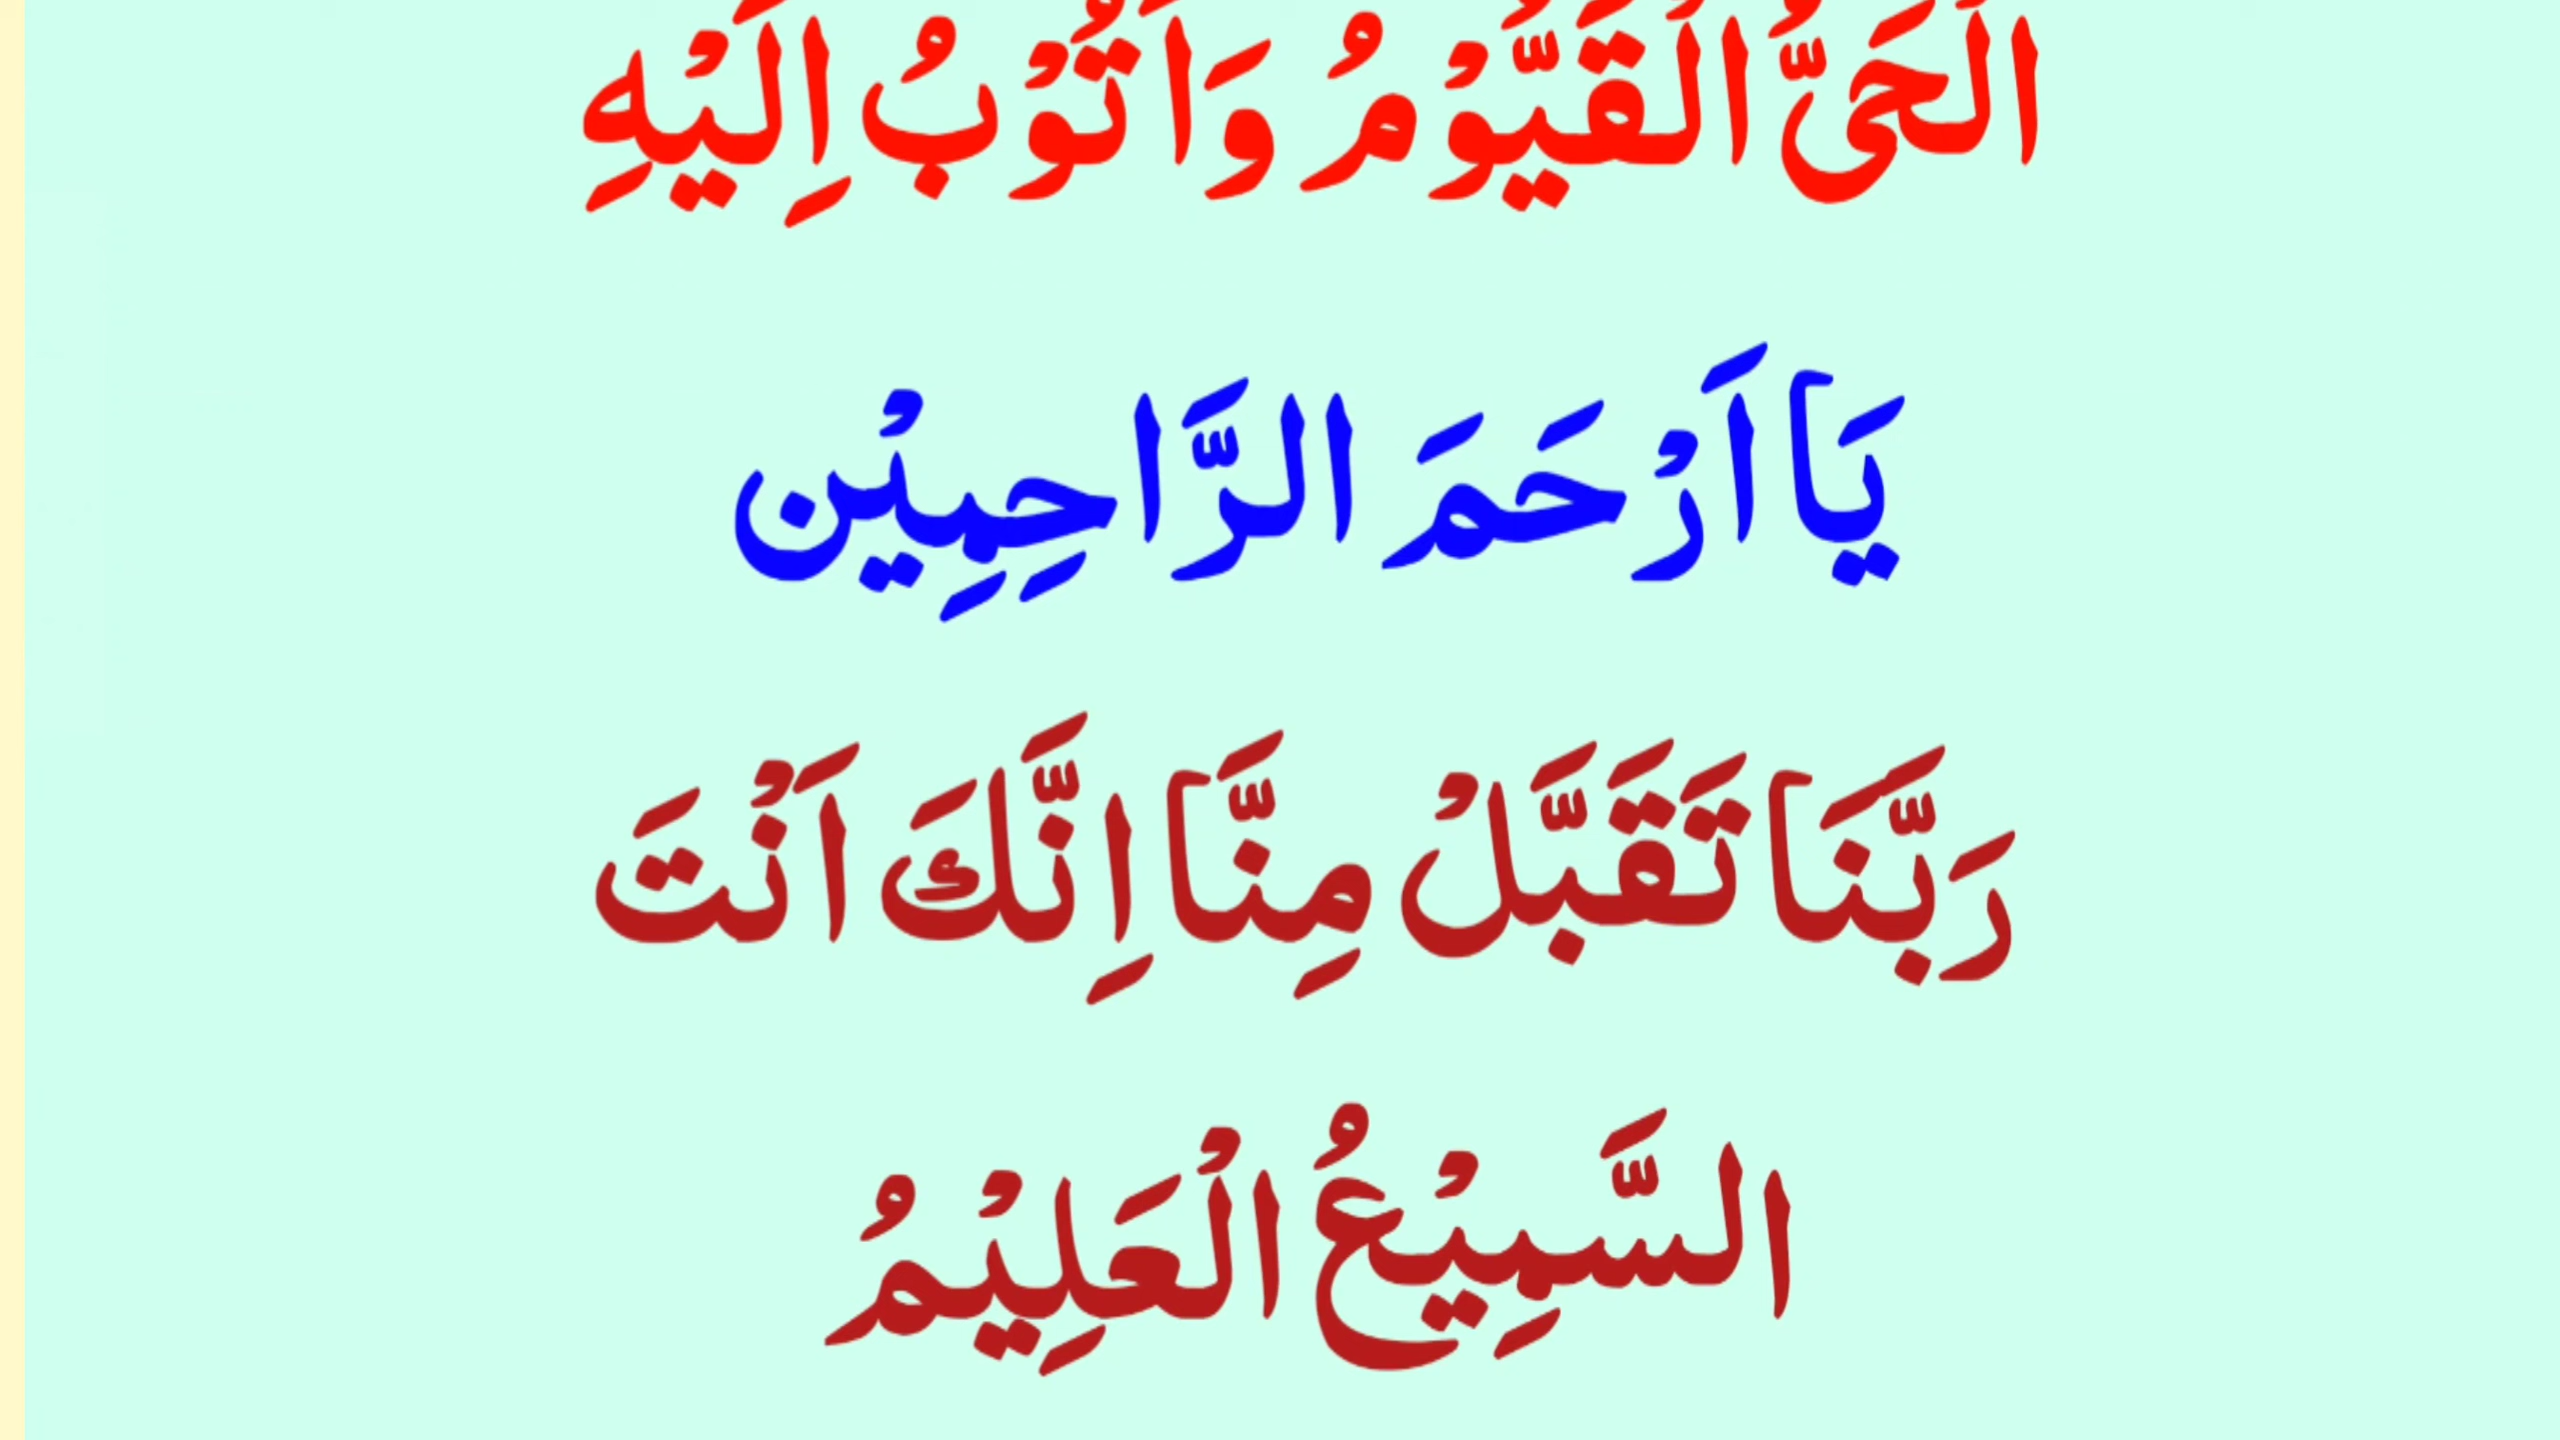 الْحَىُّ الْقَيُّوْمُ وَاَتُوْبُ اِلَيْهِ
يَا اَرْحَمَ الرَّاحِمِيْن
رَبَّنَا تَقَبَّلْ مِنَّا اِنَّكَ اَنْتَ
السَّمِيْعُ الْعَلِيْمُ